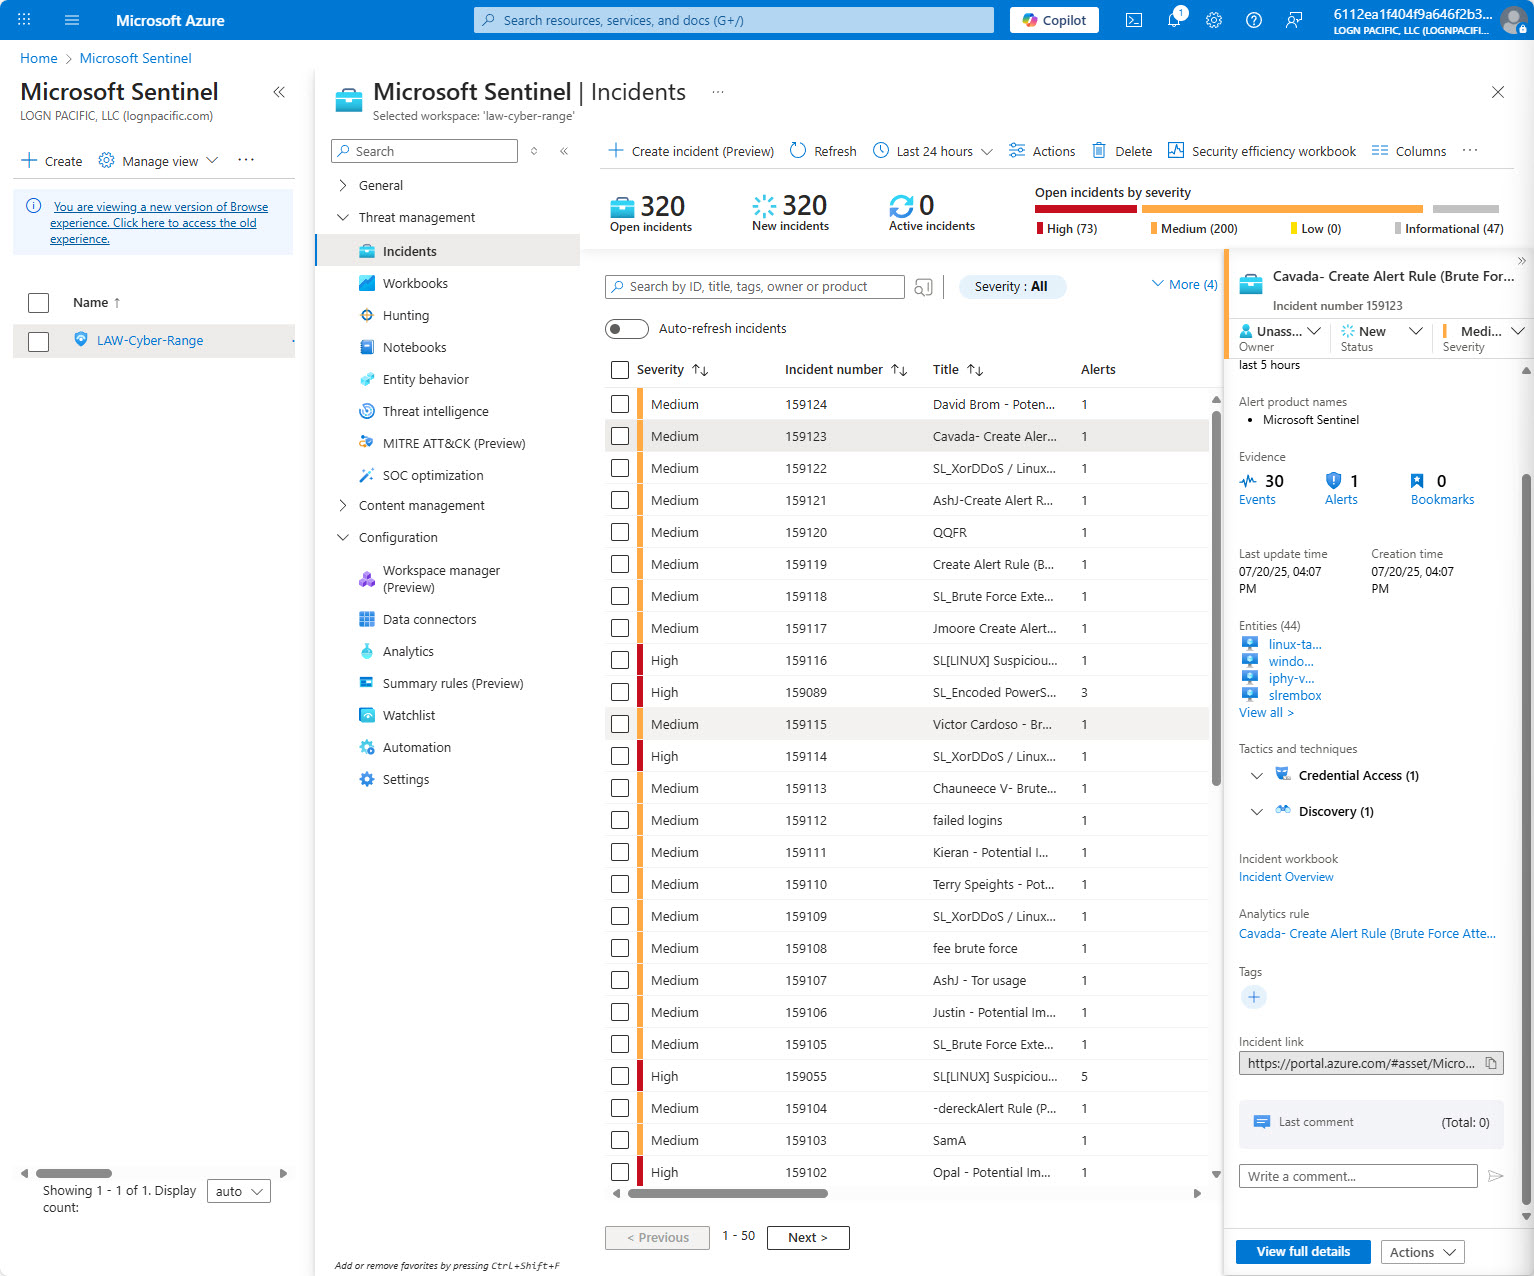 Microsoft Azure
Search resources, services, and docs (G+/)
Copilot
1
6112ea1f404f9a646f2b3...
LOGN PACIFIC, LLC (LOGNPACIFI...
Home > Microsoft Sentinel
Microsoft Sentinel
LOGN PACIFIC, LLC (lognpacific.com)
Create
Manage view
You are viewing a new version of Browse
experience. Click here to access the old
experience.
Name ↑
LAW-Cyber-Range
Showing 1 - 1 of 1. Display
count:
auto
Microsoft Sentinel | Incidents
Selected workspace: 'law-cyber-range'
Search
General
Threat management
Incidents
Workbooks
Hunting
Notebooks
Entity behavior
Threat intelligence
MITRE ATT&CK (Preview)
SOC optimization
Content management
Configuration
Workspace manager
(Preview)
Data connectors
Analytics
Summary rules (Preview)
Watchlist
Automation
Settings
Add or remove favorites by pressing Ctrl+Shift+F
Create incident (Preview)
Refresh
Last 24 hours
Actions
Delete
Security efficiency workbook
Columns
320
Open incidents
320
New incidents
0
Active incidents
Open incidents by severity
High (73)
Medium (200)
Low (0)
Informational (47)
Search by ID, title, tags, owner or product
Severity : All
More (4)
Auto-refresh incidents
Severity ↑↓ Incident number ↑↓ Title ↑↓ Alerts
Medium 159124 David Brom - Poten... 1
Medium 159123 Cavada- Create Aler... 1
Medium 159122 SL_XorDDoS / Linux... 1
Medium 159121 AshJ-Create Alert R... 1
Medium 159120 QQFR 1
Medium 159119 Create Alert Rule (B... 1
Medium 159118 SL_Brute Force Exte... 1
Medium 159117 Jmoore Create Alert... 1
High 159116 SL[LINUX] Suspiciou... 1
High 159089 SL_Encoded PowerS... 3
Medium 159115 Victor Cardoso - Br... 1
High 159114 SL_XorDDoS / Linux... 1
Medium 159113 Chauneece V- Brute... 1
Medium 159112 failed logins 1
Medium 159111 Kieran - Potential I... 1
Medium 159110 Terry Speights - Pot... 1
Medium 159109 SL_XorDDoS / Linux... 1
Medium 159108 fee brute force 1
Medium 159107 AshJ - Tor usage 1
Medium 159106 Justin - Potential Im... 1
Medium 159105 SL_Brute Force Exte... 1
High 159055 SL[LINUX] Suspiciou... 5
Medium 159104 -dereckAlert Rule (P... 1
Medium 159103 SamA 1
High 159102 Opal - Potential Im... 1
< Previous
1 - 50
Next >
Cavada- Create Alert Rule (Brute For...
Incident number 159123
Unass...
Owner
New
Status
Medi...
Severity
last 5 hours
Alert product names
• Microsoft Sentinel
Evidence
30
Events
1
Alerts
0
Bookmarks
Last update time
07/20/25, 04:07
PM
Creation time
07/20/25, 04:07
PM
Entities (44)
linux-ta...
windo...
iphy-v...
slrembox
View all >
Tactics and techniques
Credential Access (1)
Discovery (1)
Incident workbook
Incident Overview
Analytics rule
Cavada- Create Alert Rule (Brute Force Atte...
Tags
Incident link
https://portal.azure.com/#asset/Micro...
Last comment
(Total: 0)
Write a comment...
View full details
Actions